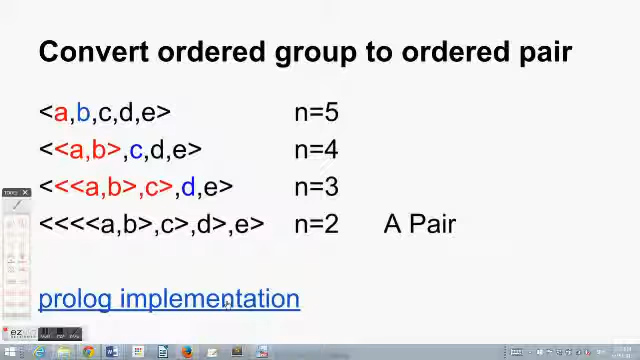 Convert ordered group to ordered pair
<a,b,c,d,e> n=5
<<a,b>,c,d,e> n=4
<<<a,b>,c>,d,e> n=3
<<<<a,b>,c>,d>,e> n=2 A Pair
prolog implementation